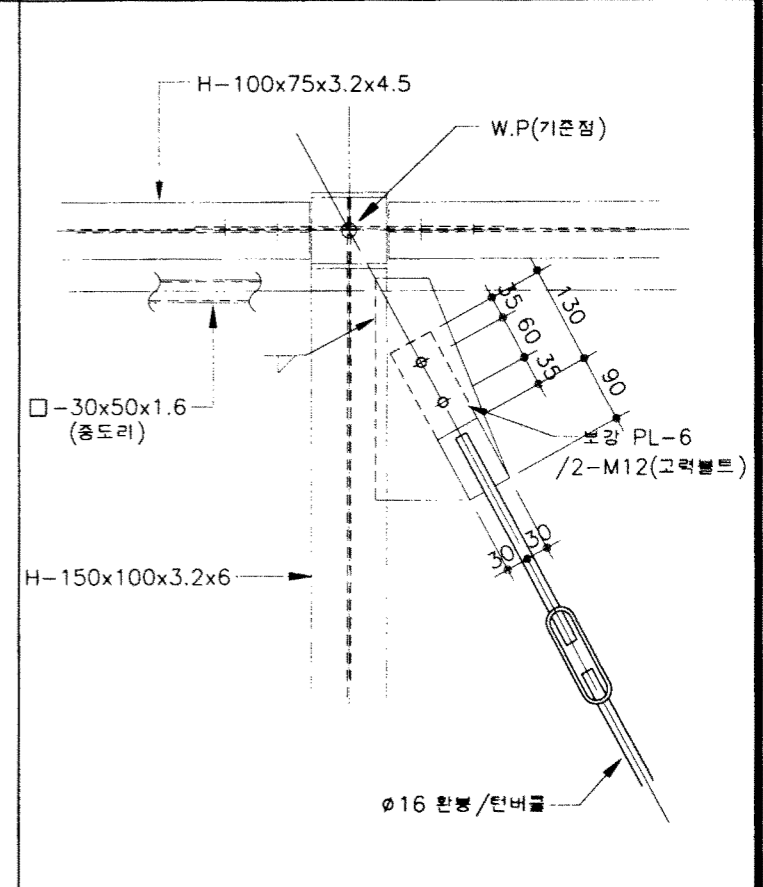 H-100x75x3.2x4.5
W.P(기준점)
35
60
35
130
90
□-30x50x1.6
(중도리)
보강 PL-6
/2-M12(고력볼트)
30
30
H-150x100x3.2x6
ø16 환봉/턴버클